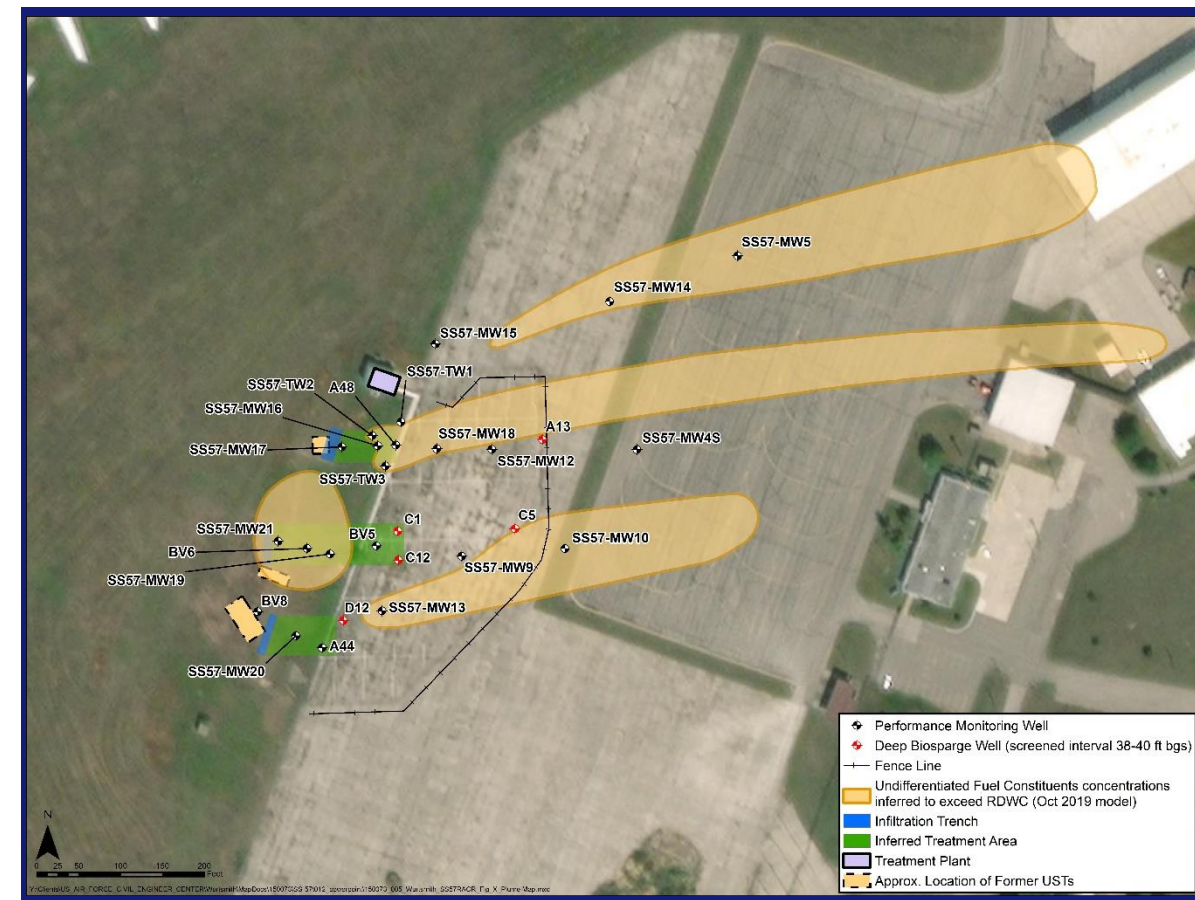 SS57-MW5
SS57-MW14
SS57-MW15
SS57-TW1
SS57-TW2
A48
SS57-MW16
SS57-MW17
SS57-MW18
A13
SS57-MW4S
SS57-MW12
SS57-TW3
C1
C5
SS57-MW21
BV5
BV6
SS57-MW10
C12
SS57-MW9
SS57-MW19
BV8
D12
SS57-MW13
A44
SS57-MW20
Performance Monitoring Well
Deep Biosparge Well (screened interval 38-40 ft bgs)
Fence Line
Undifferentiated Fuel Constituents concentrations
inferred to exceed RDWC (Oct 2019 model)
Infiltration Trench
Inferred Treatment Area
Treatment Plant
Approx. Location of Former USTs
N
0 25 50 100 150 200
Feet